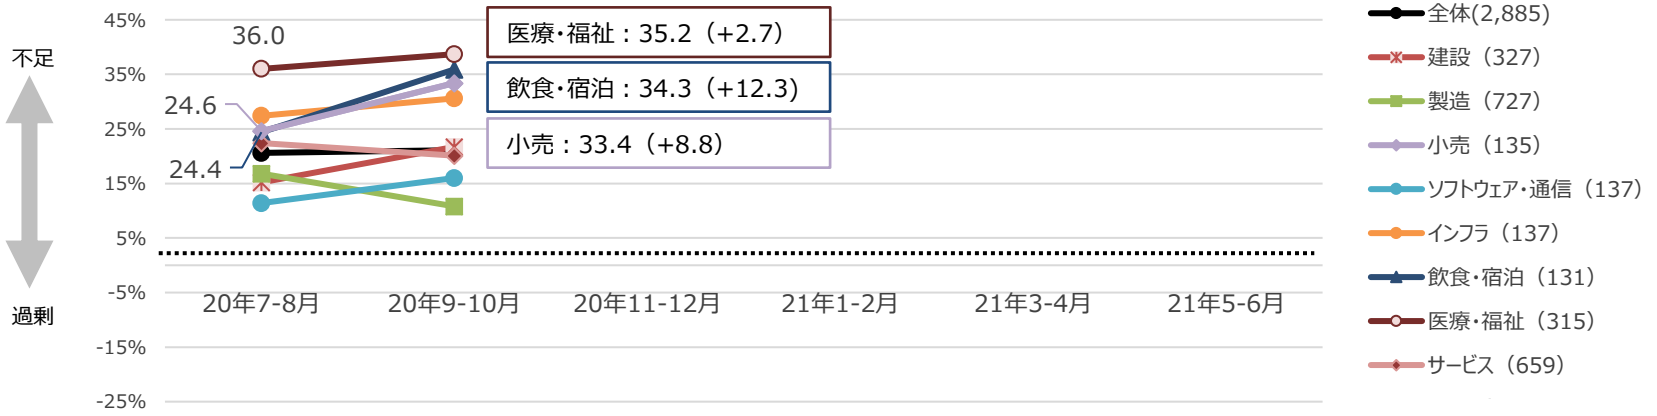 45%
35%
25%
15%
5%
-5%
-15%
-25%
不足
過剰
36.0
24.6
24.4
医療・福祉：35.2（+2.7）
飲食・宿泊：34.3（+12.3)
小売：33.4（+8.8）
20年7-8月
20年9-10月
20年11-12月
21年1-2月
21年3-4月
21年5-6月
全体(2,885)
建設（327）
製造（727）
小売（135）
ソフトウェア・通信（137）
インフラ（137）
飲食・宿泊（131）
医療・福祉（315）
サービス（659）